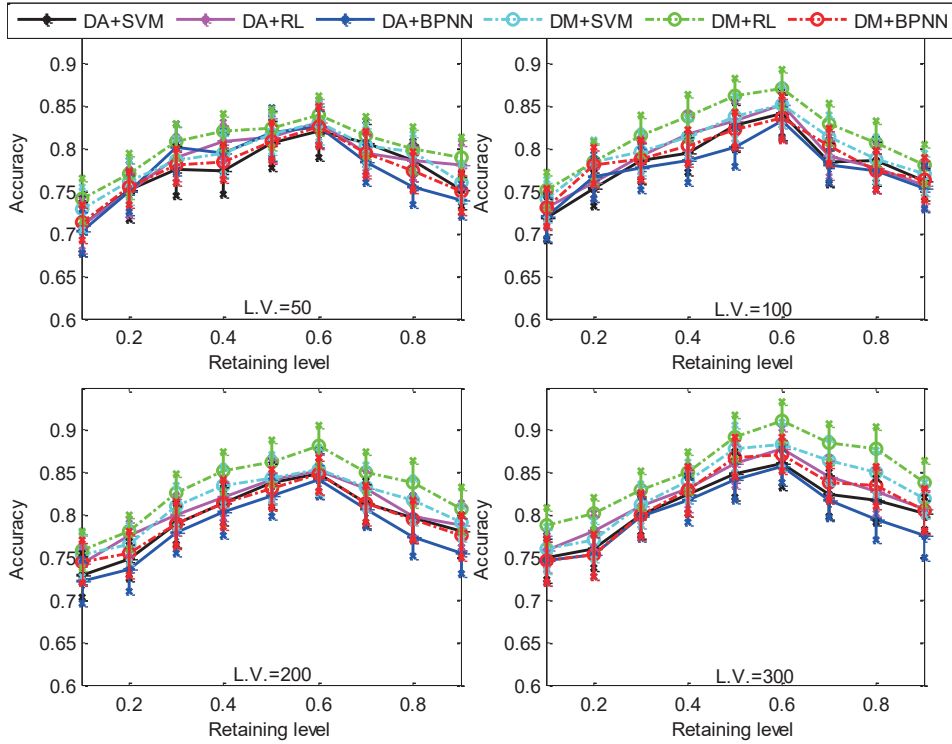 DA+SVM DA+RL DA+BPNN DM+SVM DM+RL DM+BPNN
0.9
0.85
0.8
0.75
0.7
0.65
0.6
Accuracy
L.V.=50
0.2 0.4 0.6 0.8
Retaining level
0.9
0.85
0.8
0.75
0.7
0.65
0.6
Accuracy
L.V.=100
0.2 0.4 0.6 0.8
Retaining level
0.9
0.85
0.8
0.75
0.7
0.65
0.6
Accuracy
L.V.=200
0.2 0.4 0.6 0.8
Retaining level
0.9
0.85
0.8
0.75
0.7
0.65
0.6
Accuracy
L.V.=300
0.2 0.4 0.6 0.8
Retaining level